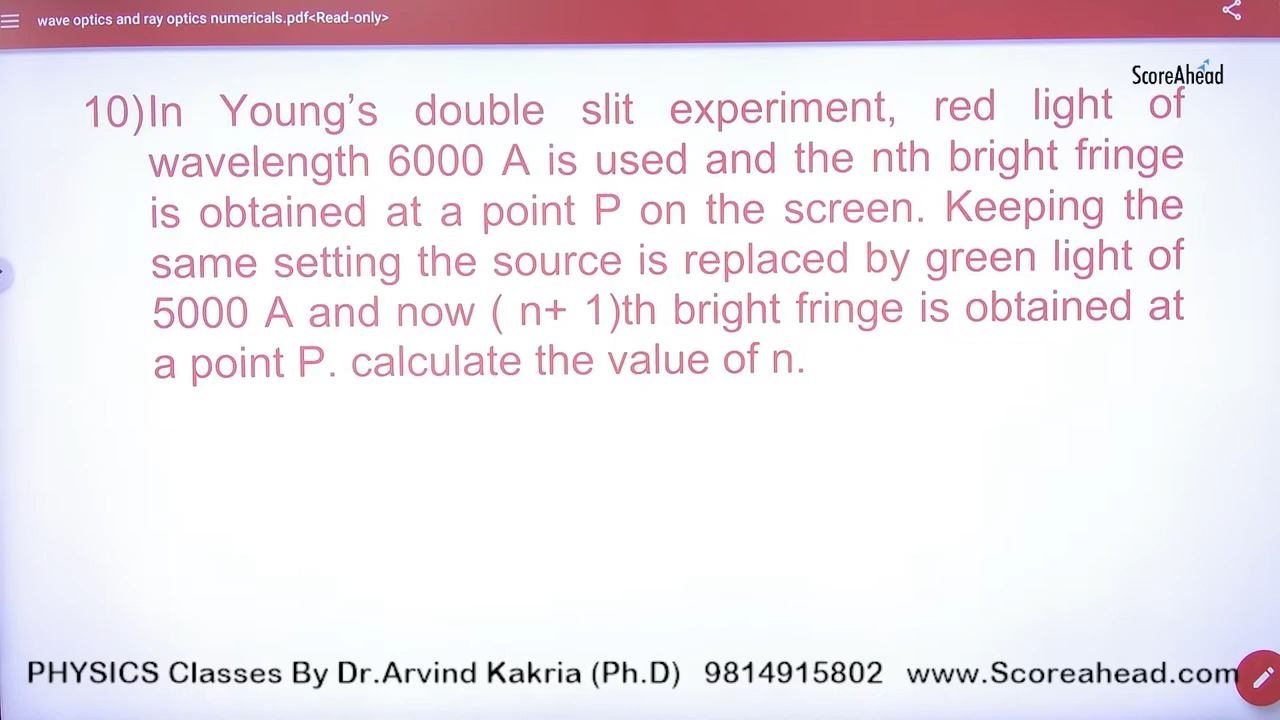 wave optics and ray optics numericals.pdf<Read-only>
ScoreAhead
10)In Young's double slit experiment, red light of
wavelength 6000 A is used and the nth bright fringe
is obtained at a point P on the screen. Keeping the
same setting the source is replaced by green light of
5000 A and now ( n+ 1)th bright fringe is obtained at
a point P. calculate the value of n.
PHYSICS Classes By Dr.Arvind Kakria (Ph.D) 9814915802 www.Scoreahead.com